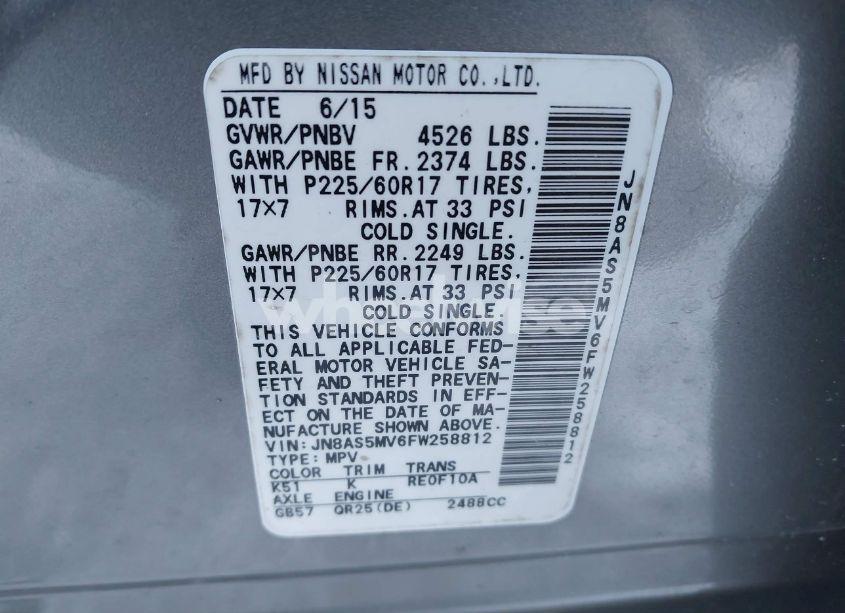 MFD BY NISSAN MOTOR CO.,LTD.
DATE 6/15
GVWR/PNBV 4526 LBS.
GAWR/PNBE FR. 2374 LBS.
WITH P225/60R17 TIRES,
17×7 RIMS.AT 33 PSI
COLD SINGLE.
GAWR/PNBE RR. 2249 LBS.
WITH P225/60R17 TIRES,
17×7 RIMS.AT 33 PSI
COLD SINGLE.
THIS VEHICLE CONFORMS
TO ALL APPLICABLE FED-
ERAL MOTOR VEHICLE SA-
FETY AND THEFT PREVEN-
TION STANDARDS IN EFF-
ECT ON THE DATE OF MA-
NUFACTURE SHOWN ABOVE.
VIN:JN8AS5MV6FW258812
TYPE:MPV
COLOR TRIM TRANS
K51 K RE0F10A
AXLE ENGINE
GB57 QR25(DE) 2488CC
JN8AS5MV6FW258812